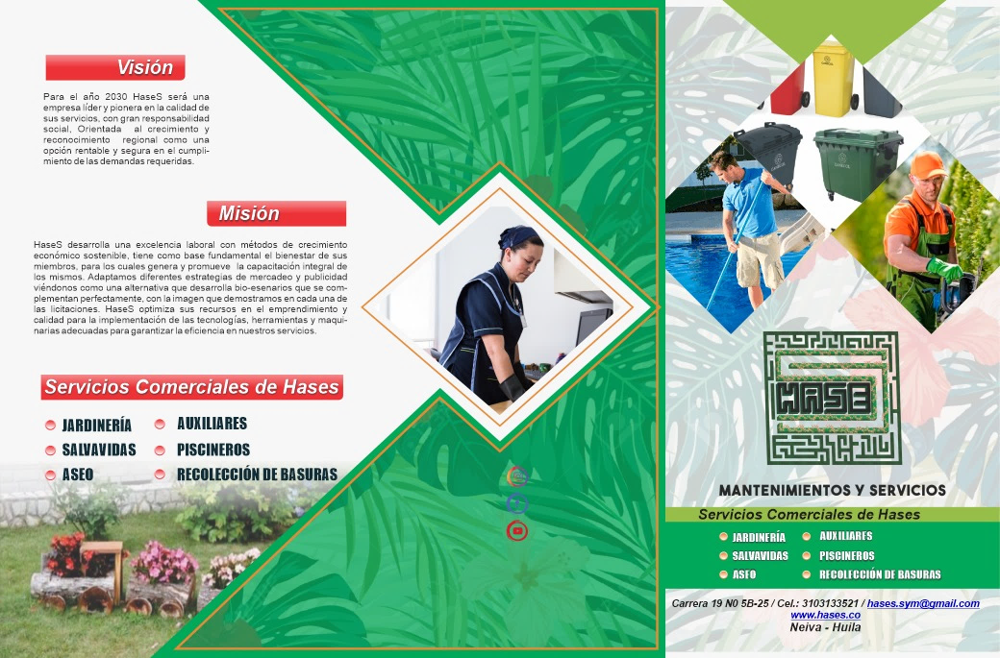 Visión
Para el año 2030 HaseS será una
empresa líder y pionera en la calidad de
sus servicios, con gran responsabilidad
social, Orientada al crecimiento y
reconocimiento regional como una
opción rentable y segura en el cumpli-
miento de las demandas requeridas.
Misión
HaseS desarrolla una excelencia laboral con métodos de crecimiento
económico sostenible, tiene como base fundamental el bienestar de sus
miembros, para los cuales genera y promueve la capacitación integral de
los mismos. Adaptamos diferentes estrategias de mercadeo y publicidad
viéndonos como una alternativa que desarrolla bio-esenarios que se com-
plementan perfectamente, con la imagen que demostramos en cada una de
las licitaciones. HaseS optimiza sus recursos en el emprendimiento y
calidad para la implementación de las tecnologías, herramientas y maqui-
narias adecuadas para garantizar la eficiencia en nuestros servicios.
Servicios Comerciales de Hases
JARDINERÍA AUXILIARES
SALVAVIDAS PISCINEROS
ASEO RECOLECCIÓN DE BASURAS
HASE
MANTENIMIENTOS Y SERVICIOS
Servicios Comerciales de Hases
JARDINERÍA AUXILIARES
SALVAVIDAS PISCINEROS
ASEO RECOLECCIÓN DE BASURAS
Carrera 19 N0 5B-25 / Cel.: 3103133521 / hases.sym@gmail.com
www.hases.co
Neiva - Huila